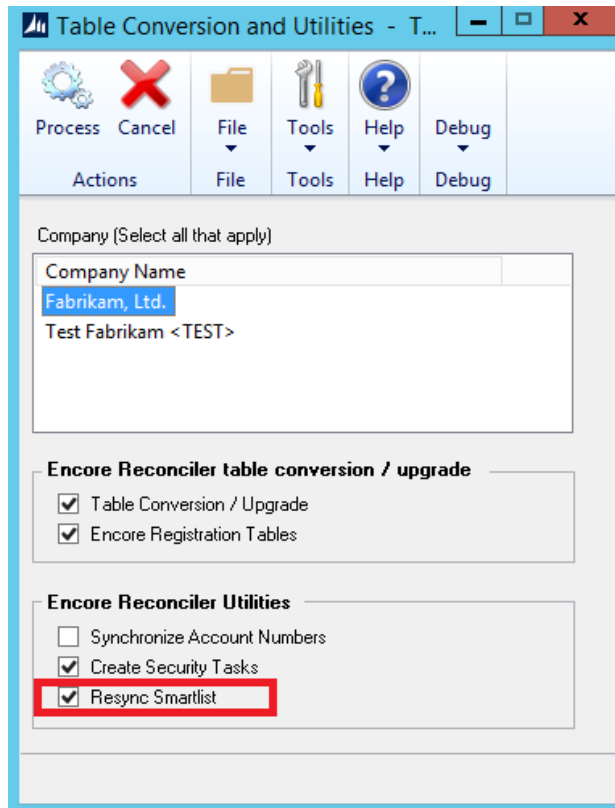 Table Conversion and Utilities - T...
Process Cancel File Tools Help Debug
Actions File Tools Help Debug
Company (Select all that apply)
Company Name
Fabrikam, Ltd.
Test Fabrikam <TEST>
Encore Reconciler table conversion / upgrade
Table Conversion / Upgrade
Encore Registration Tables
Encore Reconciler Utilities
Synchronize Account Numbers
Create Security Tasks
Resync Smartlist